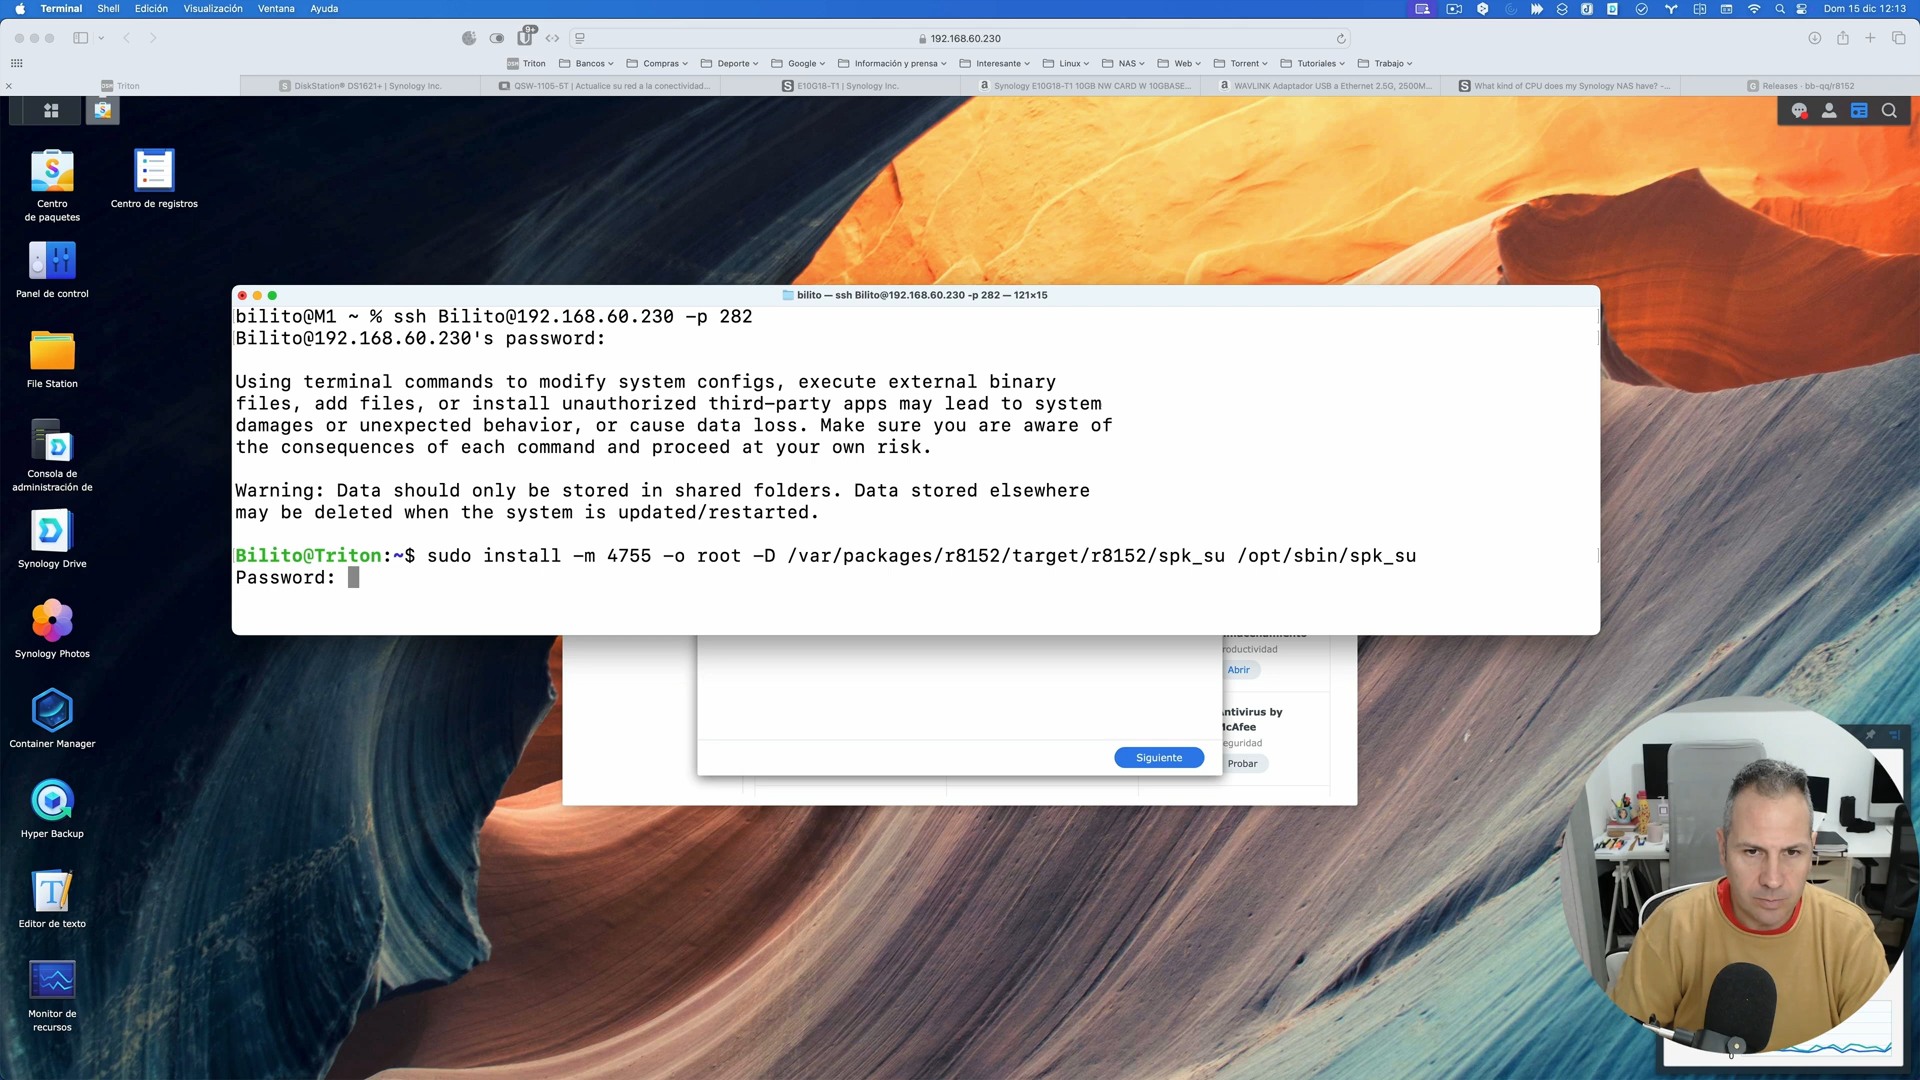 Terminal Shell Edición Visualización Ventana Ayuda
Dom 15 dic 12:13
9+
192.168.60.230
DSM Triton Bancos Compras Deporte Google Información y prensa Interesante Linux NAS Web Torrent Tutoriales Trabajo
DSM Triton
S DiskStation® DS1621+ | Synology Inc.
QSW-1105-5T | Actualice su red a la conectividad...
S E10G18-T1 | Synology Inc.
a Synology E10G18-T1 10GB NW CARD W 10GBASE...
a WAVLINK Adaptador USB a Ethernet 2.5G, 2500M...
S What kind of CPU does my Synology NAS have? -...
Releases · bb-qq/r8152
Centro
de paquetes
Centro de registros
Panel de control
File Station
Consola de
administración de
Synology Drive
Synology Photos
Container Manager
Hyper Backup
Editor de texto
Monitor de
recursos
bilito — ssh Bilito@192.168.60.230 -p 282 — 121×15
bilito@M1 ~ % ssh Bilito@192.168.60.230 -p 282
Bilito@192.168.60.230's password:
Using terminal commands to modify system configs, execute external binary
files, add files, or install unauthorized third-party apps may lead to system
damages or unexpected behavior, or cause data loss. Make sure you are aware of
the consequences of each command and proceed at your own risk.
Warning: Data should only be stored in shared folders. Data stored elsewhere
may be deleted when the system is updated/restarted.
Bilito@Triton:~$ sudo install -m 4755 -o root -D /var/packages/r8152/target/r8152/spk_su /opt/sbin/spk_su
Password:
roductividad
Abrir
ntivirus by
McAfee
eguridad
Probar
Siguiente